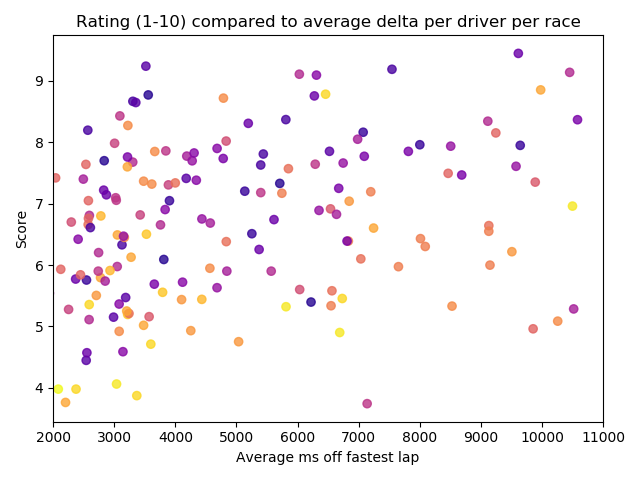 Rating (1-10) compared to average delta per driver per race
9
8
7
6
5
4
Score
2000 3000 4000 5000 6000 7000 8000 9000 10000 11000
Average ms off fastest lap